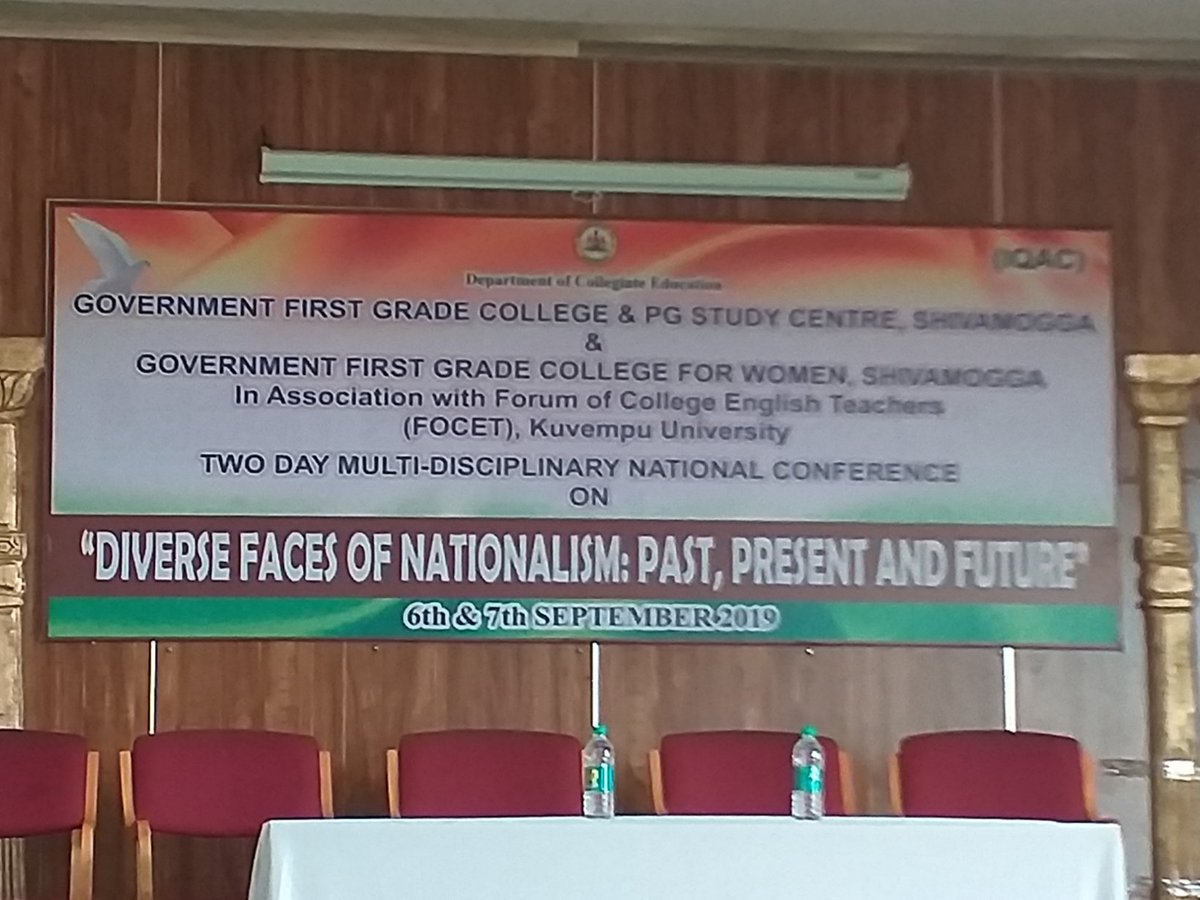 (IQAC)
Department of Collegiate Education
GOVERNMENT FIRST GRADE COLLEGE & PG STUDY CENTRE, SHIVAMOGGA
&
GOVERNMENT FIRST GRADE COLLEGE FOR WOMEN, SHIVAMOGGA
In Association with Forum of College English Teachers
(FOCET), Kuvempu University
TWO DAY MULTI-DISCIPLINARY NATIONAL CONFERENCE
ON
"DIVERSE FACES OF NATIONALISM: PAST, PRESENT AND FUTURE"
6th & 7th SEPTEMBER 2019